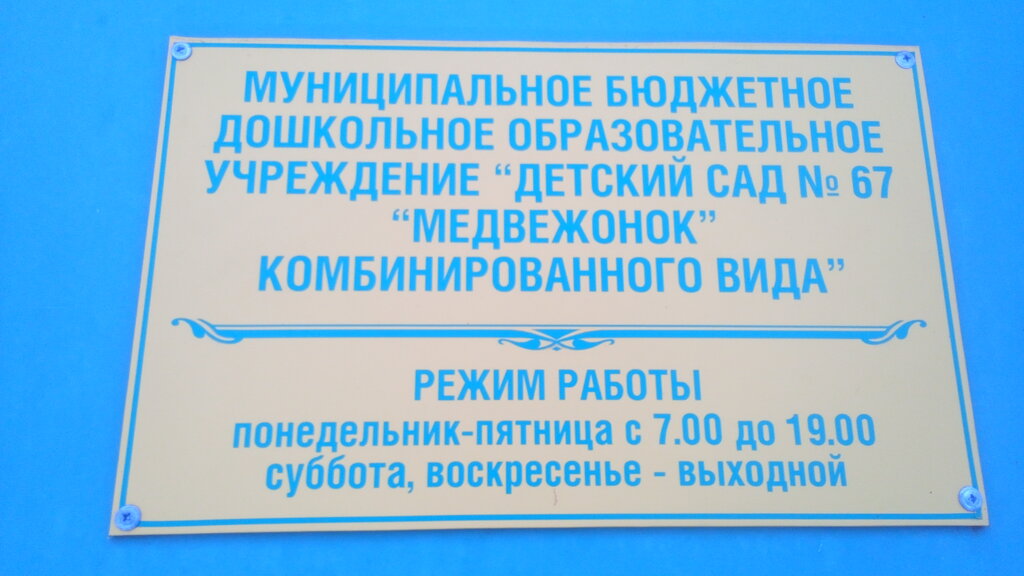 МУНИЦИПАЛЬНОЕ БЮДЖЕТНОЕ
ДОШКОЛЬНОЕ ОБРАЗОВАТЕЛЬНОЕ
УЧРЕЖДЕНИЕ “ДЕТСКИЙ САД № 67
“МЕДВЕЖОНОК”
КОМБИНИРОВАННОГО ВИДА”
РЕЖИМ РАБОТЫ
понедельник-пятница с 7.00 до 19.00
суббота, воскресенье - выходной